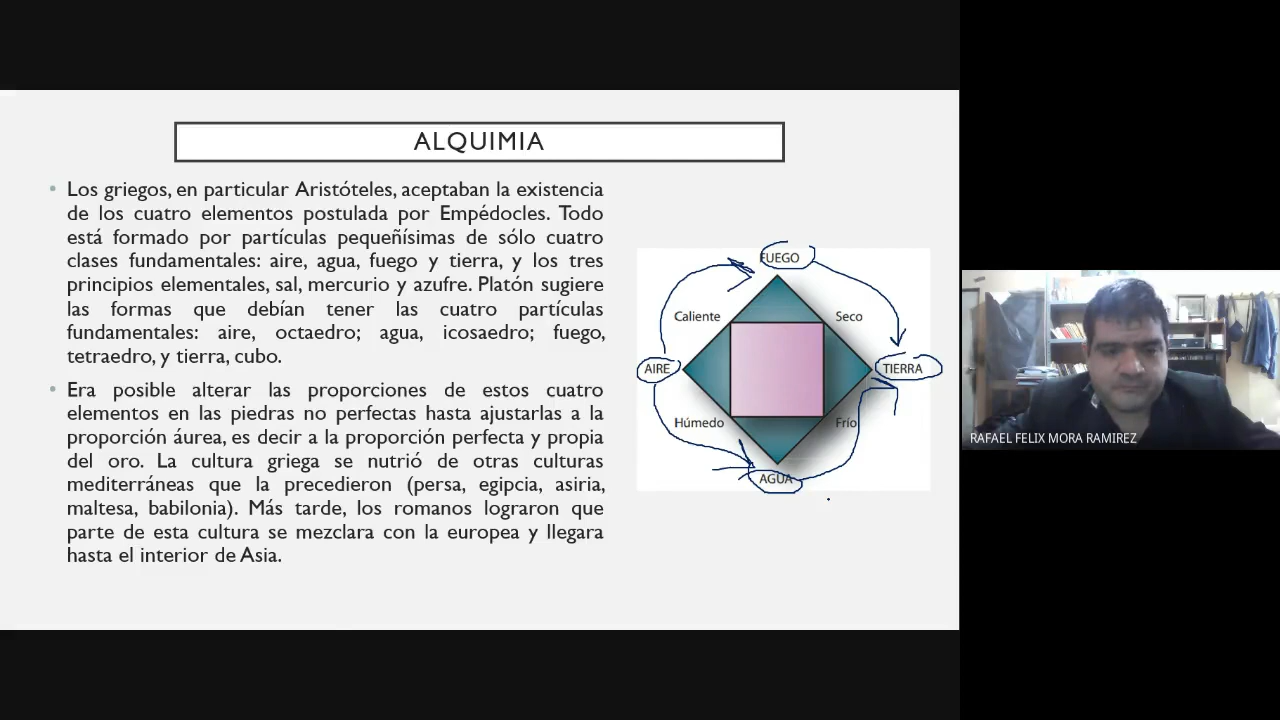 ALQUIMIA
• Los griegos, en particular Aristóteles, aceptaban la existencia
de los cuatro elementos postulada por Empédocles. Todo
está formado por partículas pequeñísimas de sólo cuatro
clases fundamentales: aire, agua, fuego y tierra, y los tres
principios elementales, sal, mercurio y azufre. Platón sugiere
las formas que debían tener las cuatro partículas
fundamentales: aire, octaedro; agua, icosaedro; fuego,
tetraedro, y tierra, cubo.
• Era posible alterar las proporciones de estos cuatro
elementos en las piedras no perfectas hasta ajustarlas a la
proporción áurea, es decir a la proporción perfecta y propia
del oro. La cultura griega se nutrió de otras culturas
mediterráneas que la precedieron (persa, egipcia, asiria,
maltesa, babilonia). Más tarde, los romanos lograron que
parte de esta cultura se mezclara con la europea y llegara
hasta el interior de Asia.
FUEGO
Caliente
Seco
AIRE
TIERRA
Húmedo
Frío
AGUA
RAFAEL FELIX MORA RAMIREZ